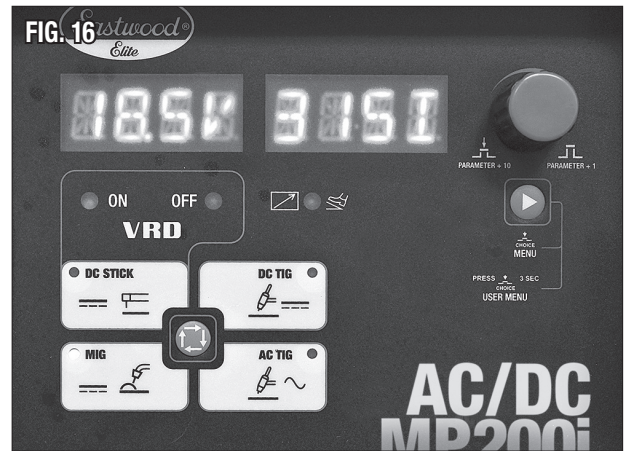 FIG. 16
Eastwood®
Elite
18.5V 315I
PARAMETER + 10 PARAMETER + 1
ON OFF
VRD
CHOICE
MENU
PRESS 3 SEC
CHOICE
USER MENU
DC STICK DC TIG
MIG AC TIG
AC/DC
MP200i